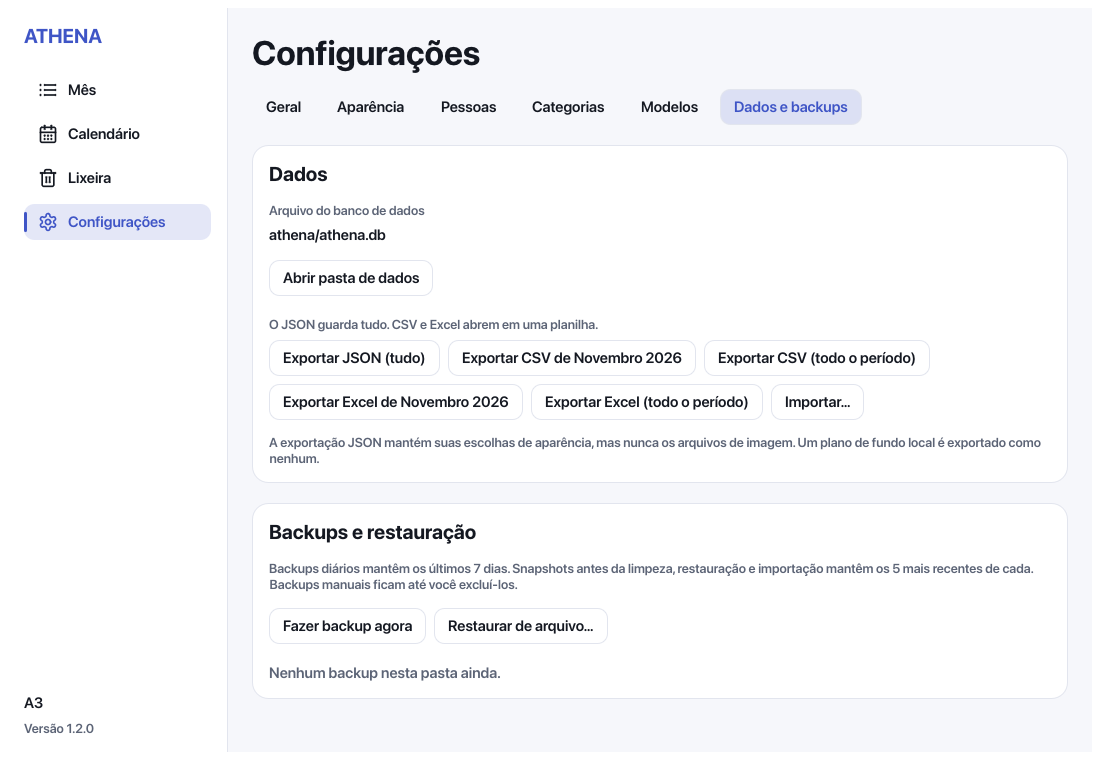 ATHENA
Mês
Calendário
Lixeira
Configurações
A3
Versão 1.2.0
Configurações
Geral Aparência Pessoas Categorias Modelos Dados e backups
Dados
Arquivo do banco de dados
athena/athena.db
Abrir pasta de dados
O JSON guarda tudo. CSV e Excel abrem em uma planilha.
Exportar JSON (tudo) Exportar CSV de Novembro 2026 Exportar CSV (todo o período)
Exportar Excel de Novembro 2026 Exportar Excel (todo o período) Importar...
A exportação JSON mantém suas escolhas de aparência, mas nunca os arquivos de imagem. Um plano de fundo local é exportado como
nenhum.
Backups e restauração
Backups diários mantêm os últimos 7 dias. Snapshots antes da limpeza, restauração e importação mantêm os 5 mais recentes de cada.
Backups manuais ficam até você excluí-los.
Fazer backup agora Restaurar de arquivo...
Nenhum backup nesta pasta ainda.